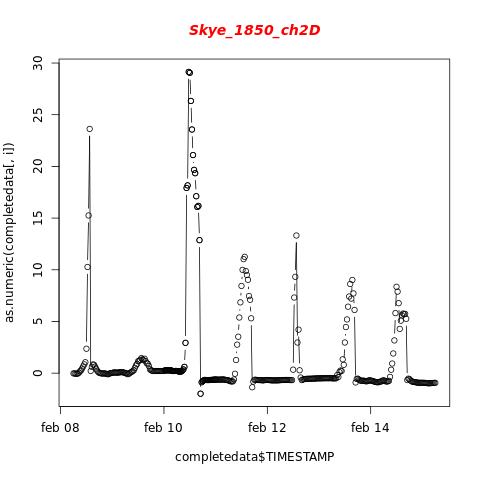 Skye_1850_ch2D
as.numeric(completedata[, i])
30
25
20
15
10
5
0
feb 08
feb 10
feb 12
feb 14
completedata$TIMESTAMP